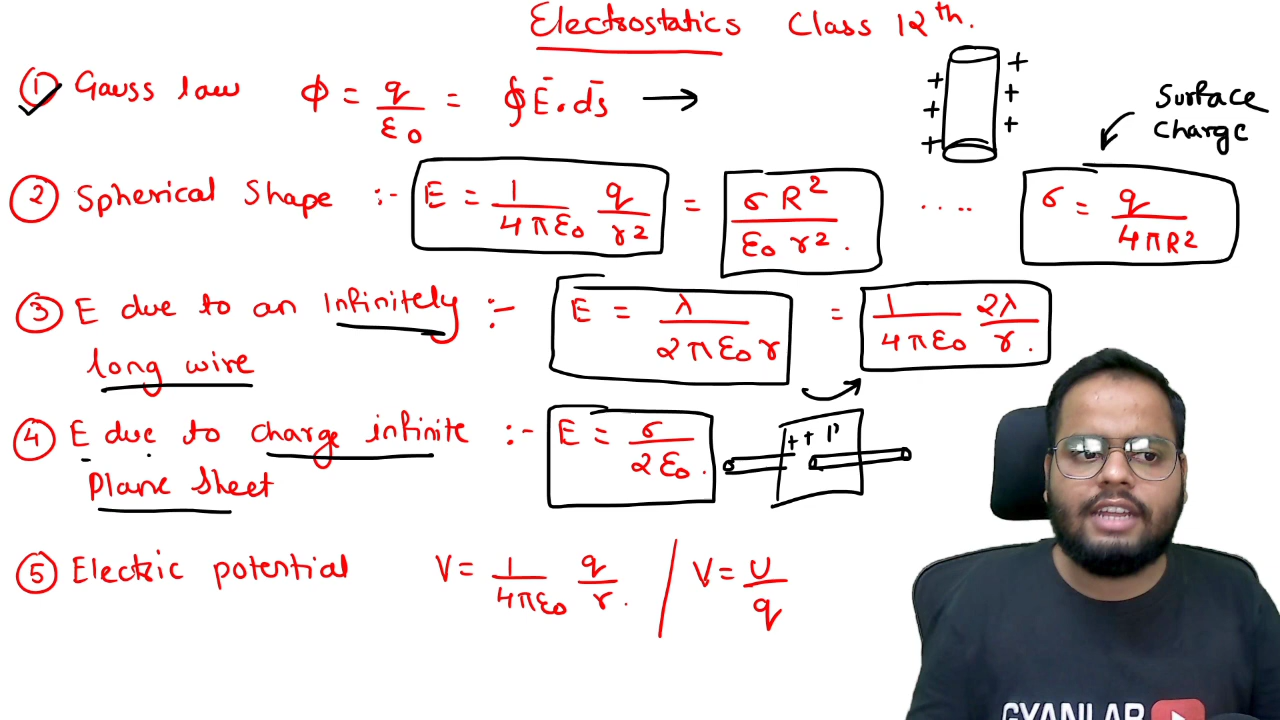 Electrostatics Class 12th.
① Gauss law Φ = q/ε0 = ∮Ē.ds̄ →
Surface charge
② Spherical Shape :- E = 1/4πε0 q/r2 = σR2/ε0 r2. ..... σ = q/4πR2
③ E due to an Infinitely long wire :- E = λ/2πε0r = 1/4πε0 2λ/r.
④ E due to charge infinite Plane Sheet :- E = σ/2ε0.
⑤ Electric potential V = 1/4πε0 q/r. / V = U/q
GYANLAB